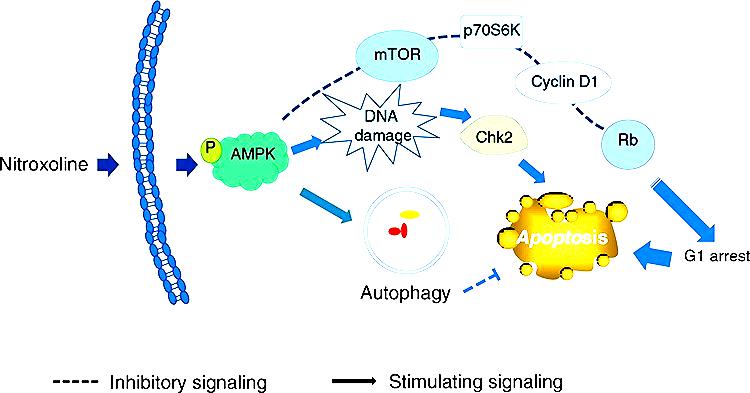 p70S6K
mTOR
Cyclin D1
DNA
damage
Chk2
Rb
P
AMPK
Nitroxoline
Apoptosis
G1 arrest
Autophagy
Inhibitory signaling
Stimulating signaling